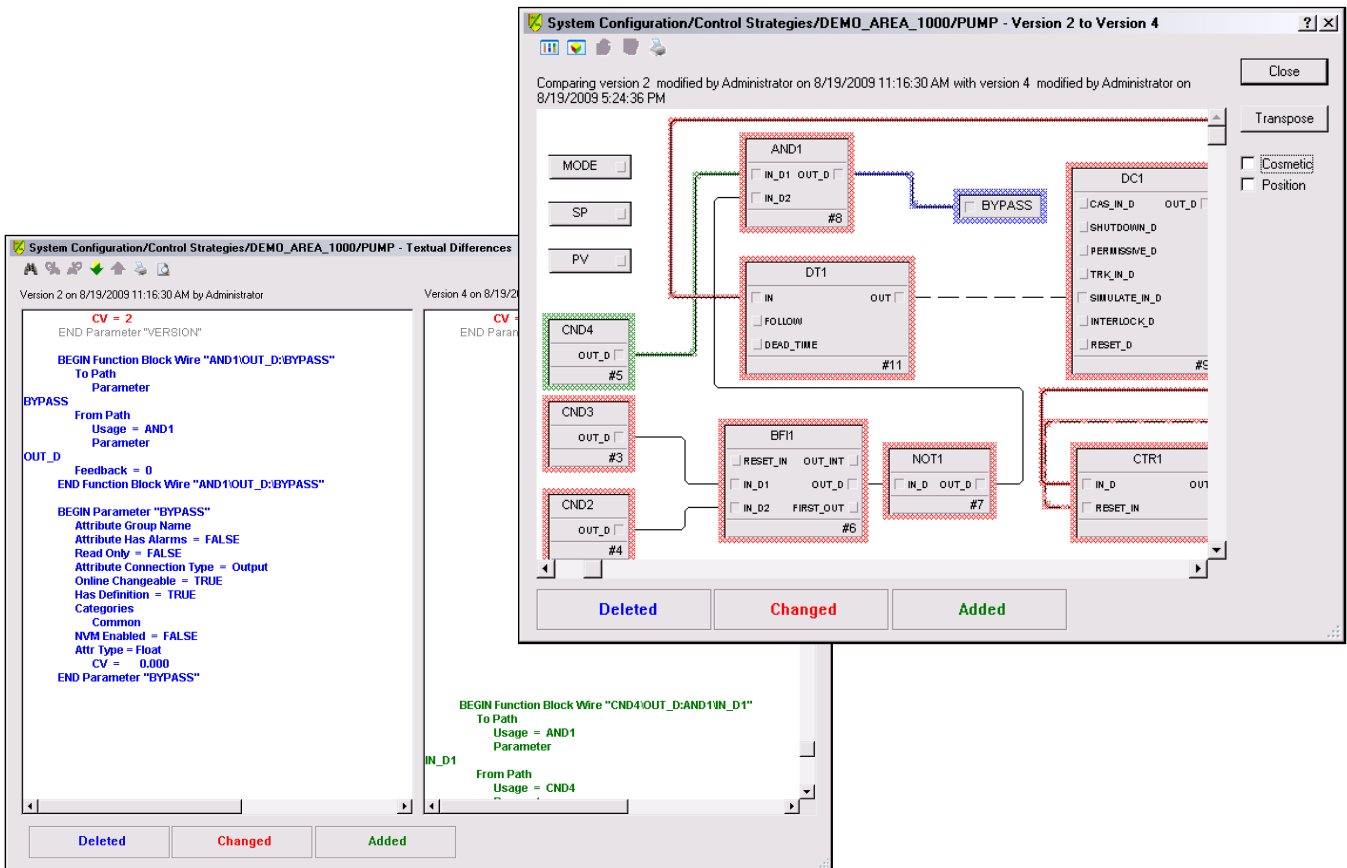 System Configuration/Control Strategies/DEMO_AREA_1000/PUMP - Version 2 to Version 4
Comparing version 2 modified by Administrator on 8/19/2009 11:16:30 AM with version 4 modified by Administrator on
8/19/2009 5:24:36 PM
Close
Transpose
Cosmetic
Position
MODE
SP
PV
AND1
IN_D1 OUT_D
IN_D2
#8
BYPASS
DC1
CAS_IN_D OUT_D
SHUTDOWN_D
PERMISSIVE_D
TRK_IN_D
SIMULATE_IN_D
INTERLOCK_D
RESET_D
#9
DT1
IN OUT
FOLLOW
DEAD_TIME
#11
CND4
OUT_D
#5
CND3
OUT_D
#3
CND2
OUT_D
#4
BFI1
RESET_IN OUT_INT
IN_D1 OUT_D
IN_D2 FIRST_OUT
#6
NOT1
IN_D OUT_D
#7
CTR1
IN_D OUT
RESET_IN
Deleted
Changed
Added
System Configuration/Control Strategies/DEMO_AREA_1000/PUMP - Textual Differences
Version 2 on 8/19/2009 11:16:30 AM by Administrator
CV = 2
END Parameter "VERSION"
BEGIN Function Block Wire "AND1\OUT_D:\BYPASS"
To Path
Parameter
BYPASS
From Path
Usage = AND1
Parameter
OUT_D
Feedback = 0
END Function Block Wire "AND1\OUT_D:\BYPASS"
BEGIN Parameter "BYPASS"
Attribute Group Name
Attribute Has Alarms = FALSE
Read Only = FALSE
Attribute Connection Type = Output
Online Changeable = TRUE
Has Definition = TRUE
Categories
Common
NVM Enabled = FALSE
Attr Type = Float
CV = 0.000
END Parameter "BYPASS"
Version 4 on 8/19/2
CV =
END Param
BEGIN Function Block Wire "CND4\OUT_D:AND1\IN_D1"
To Path
Usage = AND1
Parameter
IN_D1
From Path
Usage = CND4
Deleted
Changed
Added